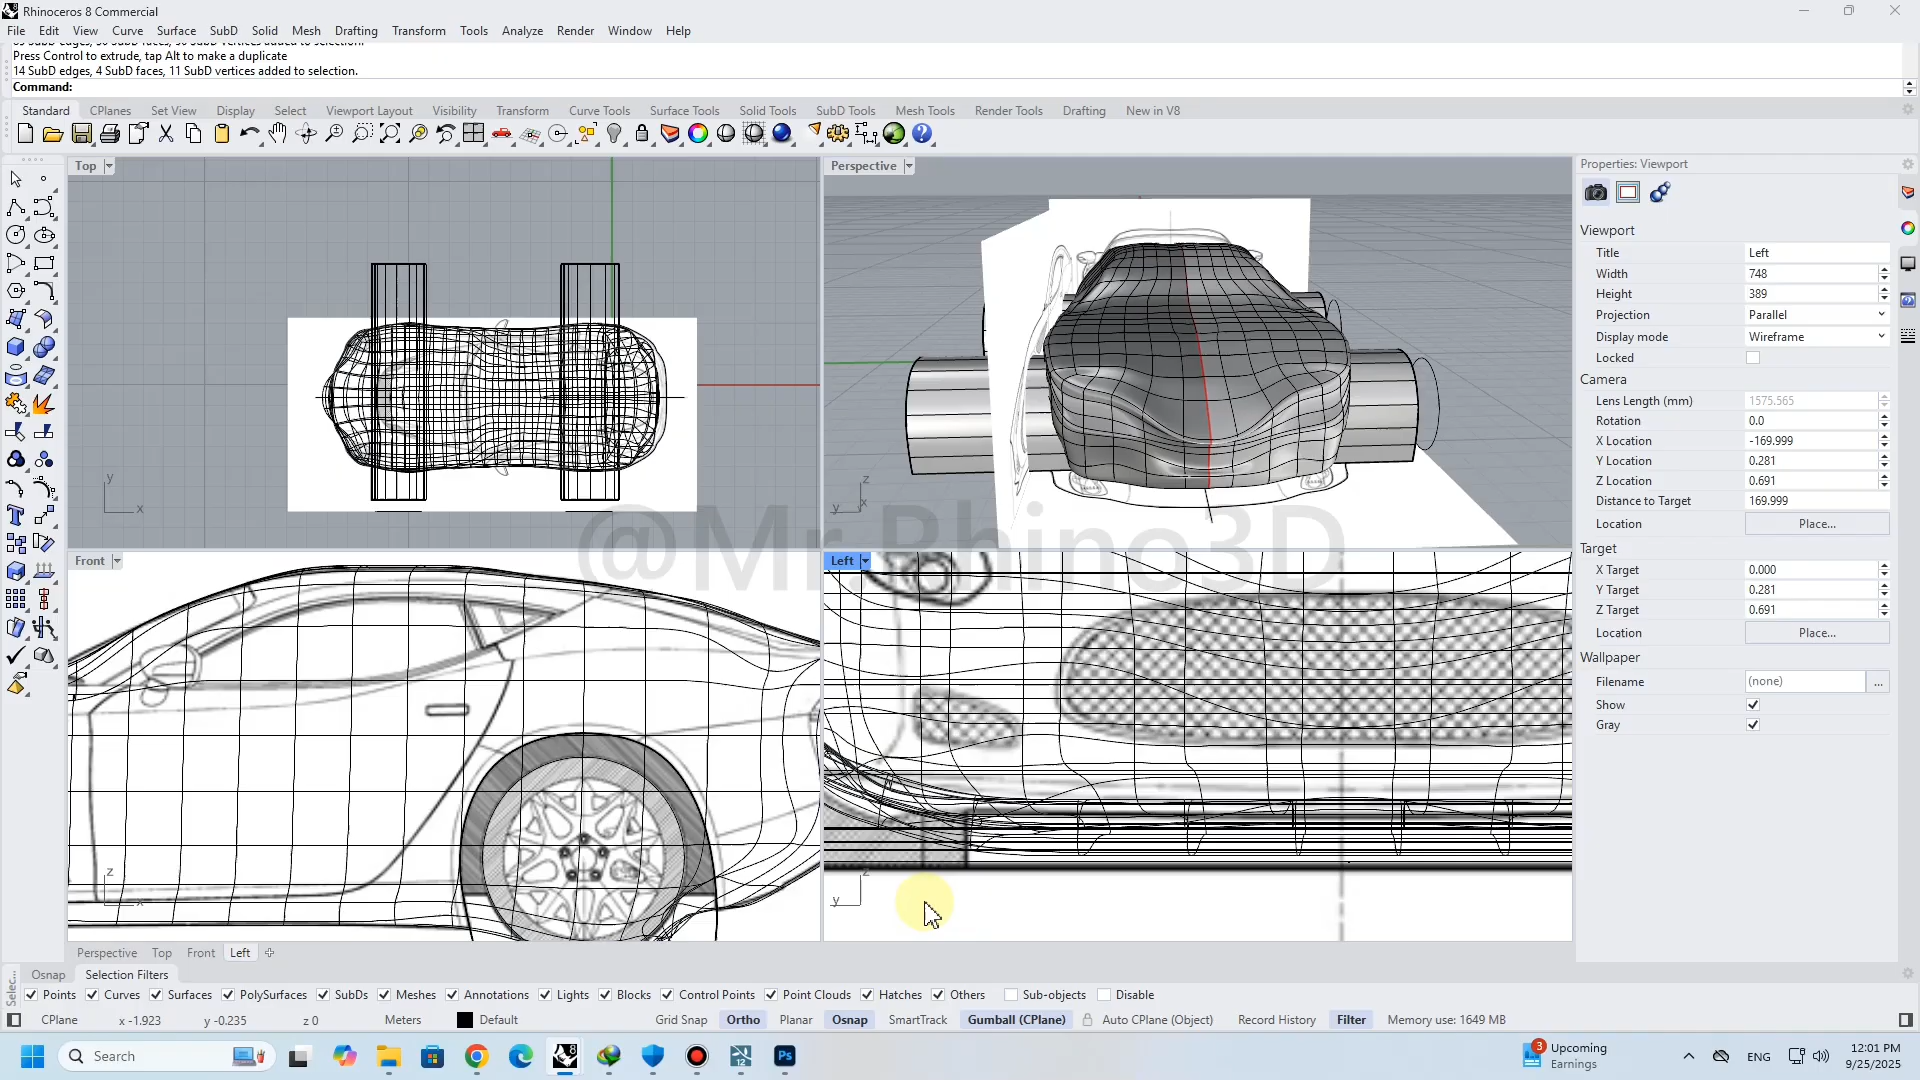 Rhinoceros 8 Commercial
File Edit View Curve Surface SubD Solid Mesh Drafting Transform Tools Analyze Render Window Help
Press Control to extrude, tap Alt to make a duplicate
14 SubD edges, 4 SubD faces, 11 SubD vertices added to selection.
Command:
Standard CPlanes Set View Display Select Viewport Layout Visibility Transform Curve Tools Surface Tools Solid Tools SubD Tools Mesh Tools Render Tools Drafting New in V8
Top
Perspective
Front
Left
@Mr.Rhino3D
Properties: Viewport
Viewport
Title Left
Width 748
Height 389
Projection Parallel
Display mode Wireframe
Locked
Camera
Lens Length (mm) 1575.565
Rotation 0.0
X Location -169.999
Y Location 0.281
Z Location 0.691
Distance to Target 169.999
Location Place...
Target
X Target 0.000
Y Target 0.281
Z Target 0.691
Location Place...
Wallpaper
Filename (none) ...
Show
Gray
Perspective Top Front Left
Osnap Selection Filters
Selec...
Points Curves Surfaces PolySurfaces SubDs Meshes Annotations Lights Blocks Control Points Point Clouds Hatches Others Sub-objects Disable
CPlane x -1.923 y -0.235 z 0 Meters Default Grid Snap Ortho Planar Osnap SmartTrack Gumball (CPlane) Auto CPlane (Object) Record History Filter Memory use: 1649 MB
Search
3
Upcoming
Earnings
ENG
12:01 PM
9/25/2025